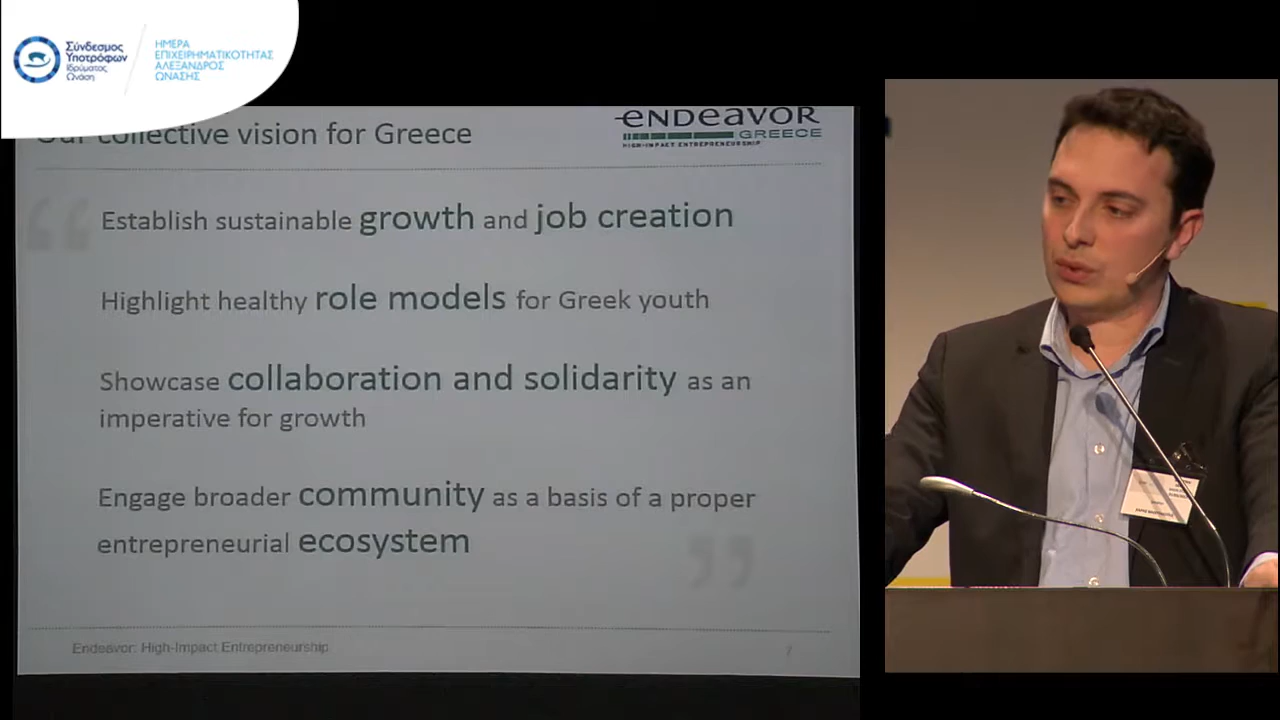 Σύνδεσμος
Υποτρόφων
Ιδρύματος
Ωνάση
ΗΜΕΡΑ
ΕΠΙΧΕΙΡΗΜΑΤΙΚΟΤΗΤΑΣ
ΑΛΕΞΑΝΔΡΟΣ
ΩΝΑΣΗΣ
Our collective vision for Greece
ENDEAVOR
GREECE
HIGH-IMPACT ENTREPRENEURSHIP
“
Establish sustainable growth and job creation
Highlight healthy role models for Greek youth
Showcase collaboration and solidarity as an
imperative for growth
Engage broader community as a basis of a proper
entrepreneurial ecosystem
”
Endeavor: High-Impact Entrepreneurship
7